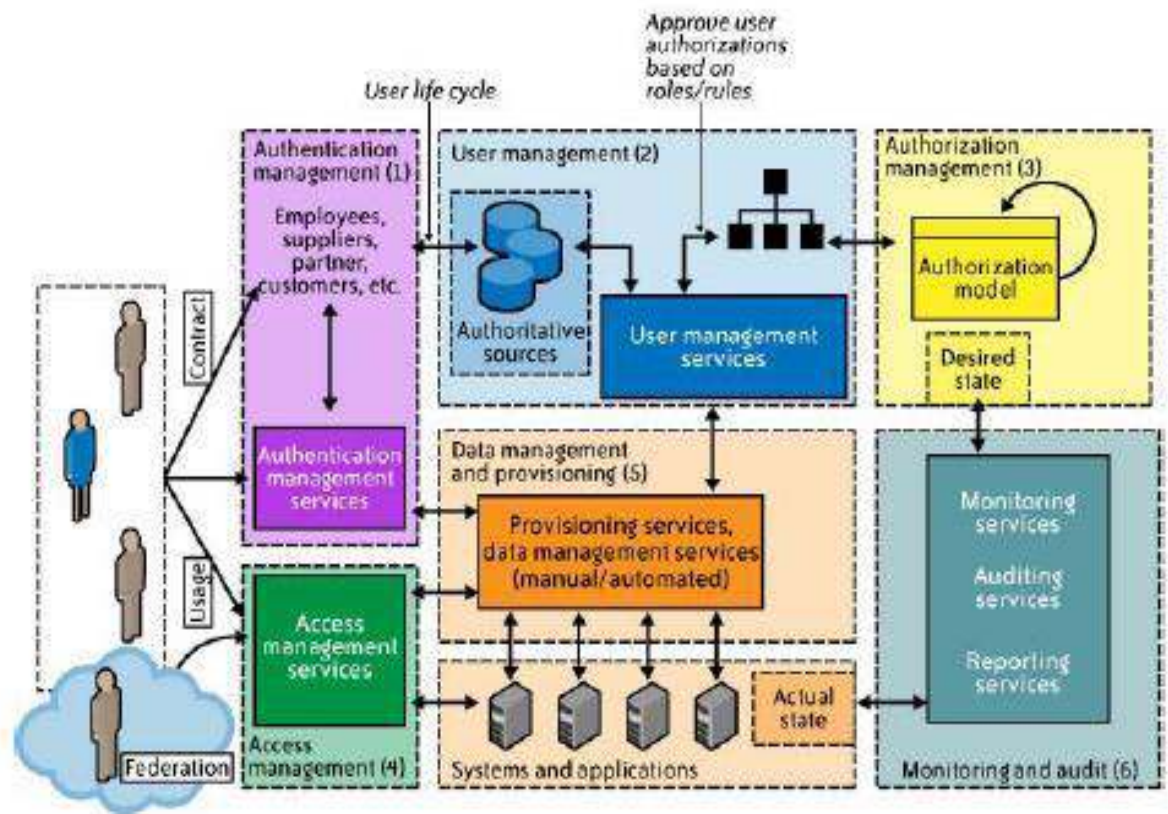 Approve user
authorizations
based on
roles/rules
User life cycle
Authentication
management (1)
Employees,
suppliers,
partner,
customers, etc.
Authentication
management
services
User management (2)
Authoritative
sources
User management
services
Authorization
management (3)
Authorization
model
Desired
state
Contract
Usage
Federation
Access
management
services
Access
management (4)
Data management
and provisioning (5)
Provisioning services,
data management services
(manual/automated)
Actual
state
Systems and applications
Monitoring
services
Auditing
services
Reporting
services
Monitoring and audit (6)